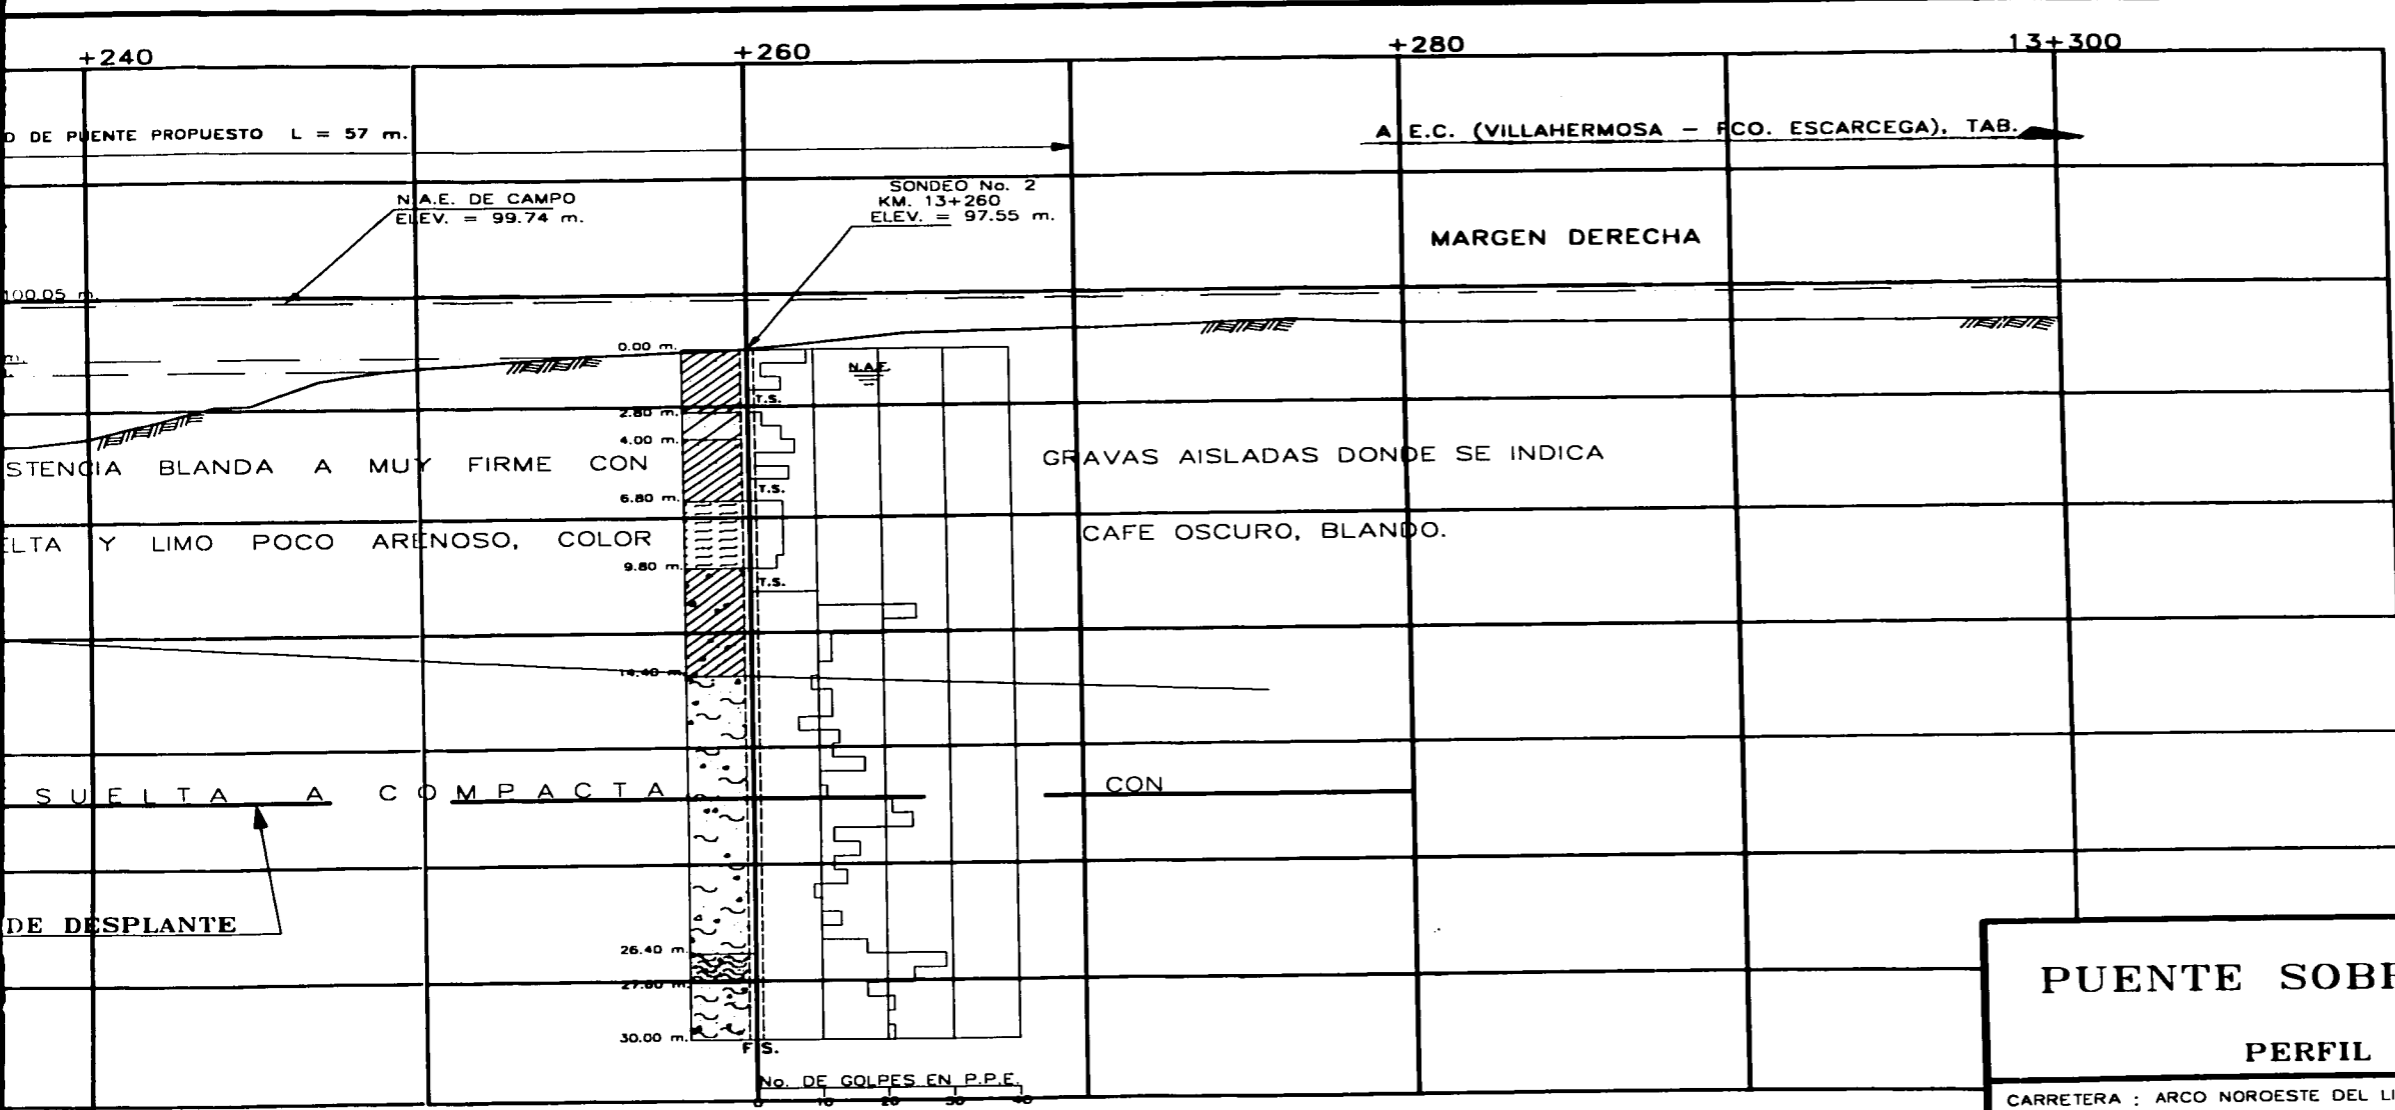 +240
+260
+280
13+300
D DE PUENTE PROPUESTO L = 57 m.
A E.C. (VILLAHERMOSA – FCO. ESCARCEGA), TAB.
N.A.E. DE CAMPO
ELEV. = 99.74 m.
SONDEO No. 2
KM. 13+260
ELEV. = 97.55 m.
MARGEN DERECHA
100.05 m.
m.
0.00 m.
N.A.F.
T.S.
2.80 m.
4.00 m.
STENCIA BLANDA A MUY FIRME CON
GRAVAS AISLADAS DONDE SE INDICA
T.S.
6.80 m.
ELTA Y LIMO POCO ARENOSO, COLOR
CAFE OSCURO, BLANDO.
9.80 m.
T.S.
14.40 m.
SUELTA A COMPACTA
CON
DE DESPLANTE
26.40 m.
27.60 m.
30.00 m.
F.S.
No. DE GOLPES EN P.P.E.
0 10 20 30 40
PUENTE SOBR
PERFIL
CARRETERA : ARCO NOROESTE DEL LI